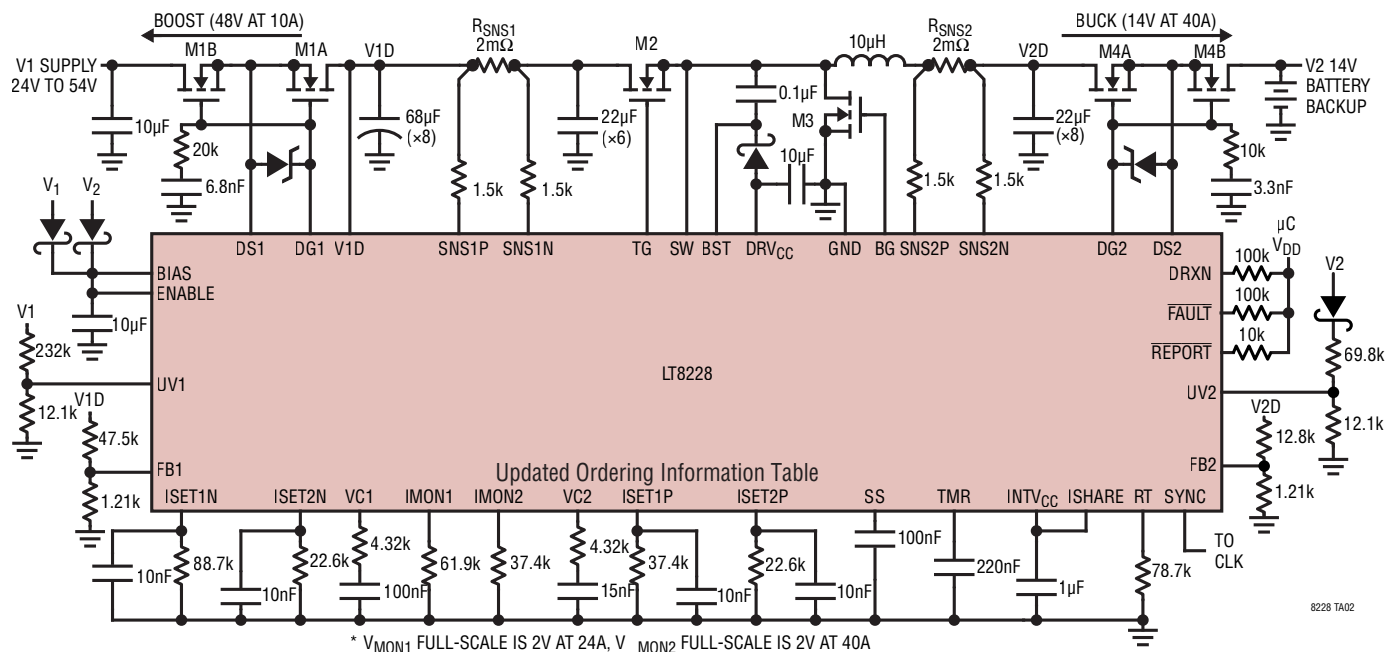 BOOST (48V AT 10A)
BUCK (14V AT 40A)
M1B
M1A
V1D
RSNS1
2mΩ
M2
10µH
RSNS2
2mΩ
V2D
M4A
M4B
V1 SUPPLY
24V TO 54V
V2 14V
BATTERY
BACKUP
10µF
20k
6.8nF
68µF
(×8)
22µF
(×6)
0.1µF
M3
10µF
22µF
(×8)
10k
3.3nF
1.5k
1.5k
1.5k
1.5k
V1
V2
DS1
DG1
V1D
SNS1P
SNS1N
TG
SW
BST
DRVCC
GND
BG
SNS2P
SNS2N
DG2
DS2
µC
VDD
BIAS
ENABLE
10µF
DRXN
100k
FAULT
100k
REPORT
10k
V2
69.8k
V1
232k
UV1
12.1k
LT8228
UV2
12.1k
V1D
47.5k
FB1
1.21k
V2D
12.8k
FB2
1.21k
Updated Ordering Information Table
ISET1N
ISET2N
VC1
IMON1
IMON2
VC2
ISET1P
ISET2P
SS
TMR
INTVCC
ISHARE
RT
SYNC
TO
CLK
10nF
88.7k
10nF
22.6k
4.32k
100nF
61.9k
37.4k
4.32k
15nF
37.4k
10nF
22.6k
10nF
100nF
220nF
1µF
78.7k
8228 TA02
* VMON1 FULL-SCALE IS 2V AT 24A, V MON2 FULL-SCALE IS 2V AT 40A